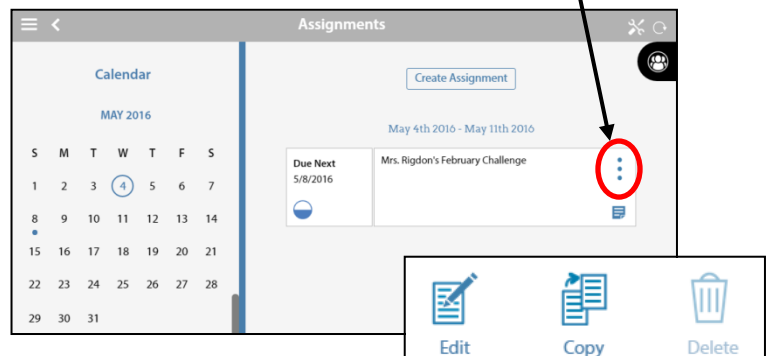 Assignments
Calendar
MAY 2016
S M T W T F S
1 2 3 4 5 6 7
8 9 10 11 12 13 14
15 16 17 18 19 20 21
22 23 24 25 26 27 28
29 30 31
Create Assignment
May 4th 2016 - May 11th 2016
Due Next
5/8/2016
Mrs. Rigdon's February Challenge
Edit Copy Delete